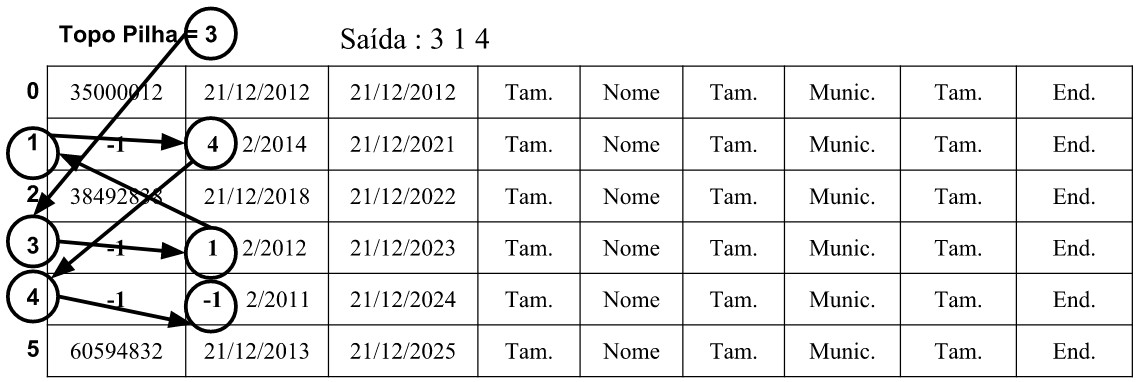 Topo Pilha = 3
Saída : 3 1 4
0 35000012 21/12/2012 21/12/2012 Tam. Nome Tam. Munic. Tam. End.
1 -1 4 2/2014 21/12/2021 Tam. Nome Tam. Munic. Tam. End.
2 38492838 21/12/2018 21/12/2022 Tam. Nome Tam. Munic. Tam. End.
3 -1 1 2/2012 21/12/2023 Tam. Nome Tam. Munic. Tam. End.
4 -1 -1 2/2011 21/12/2024 Tam. Nome Tam. Munic. Tam. End.
5 60594832 21/12/2013 21/12/2025 Tam. Nome Tam. Munic. Tam. End.